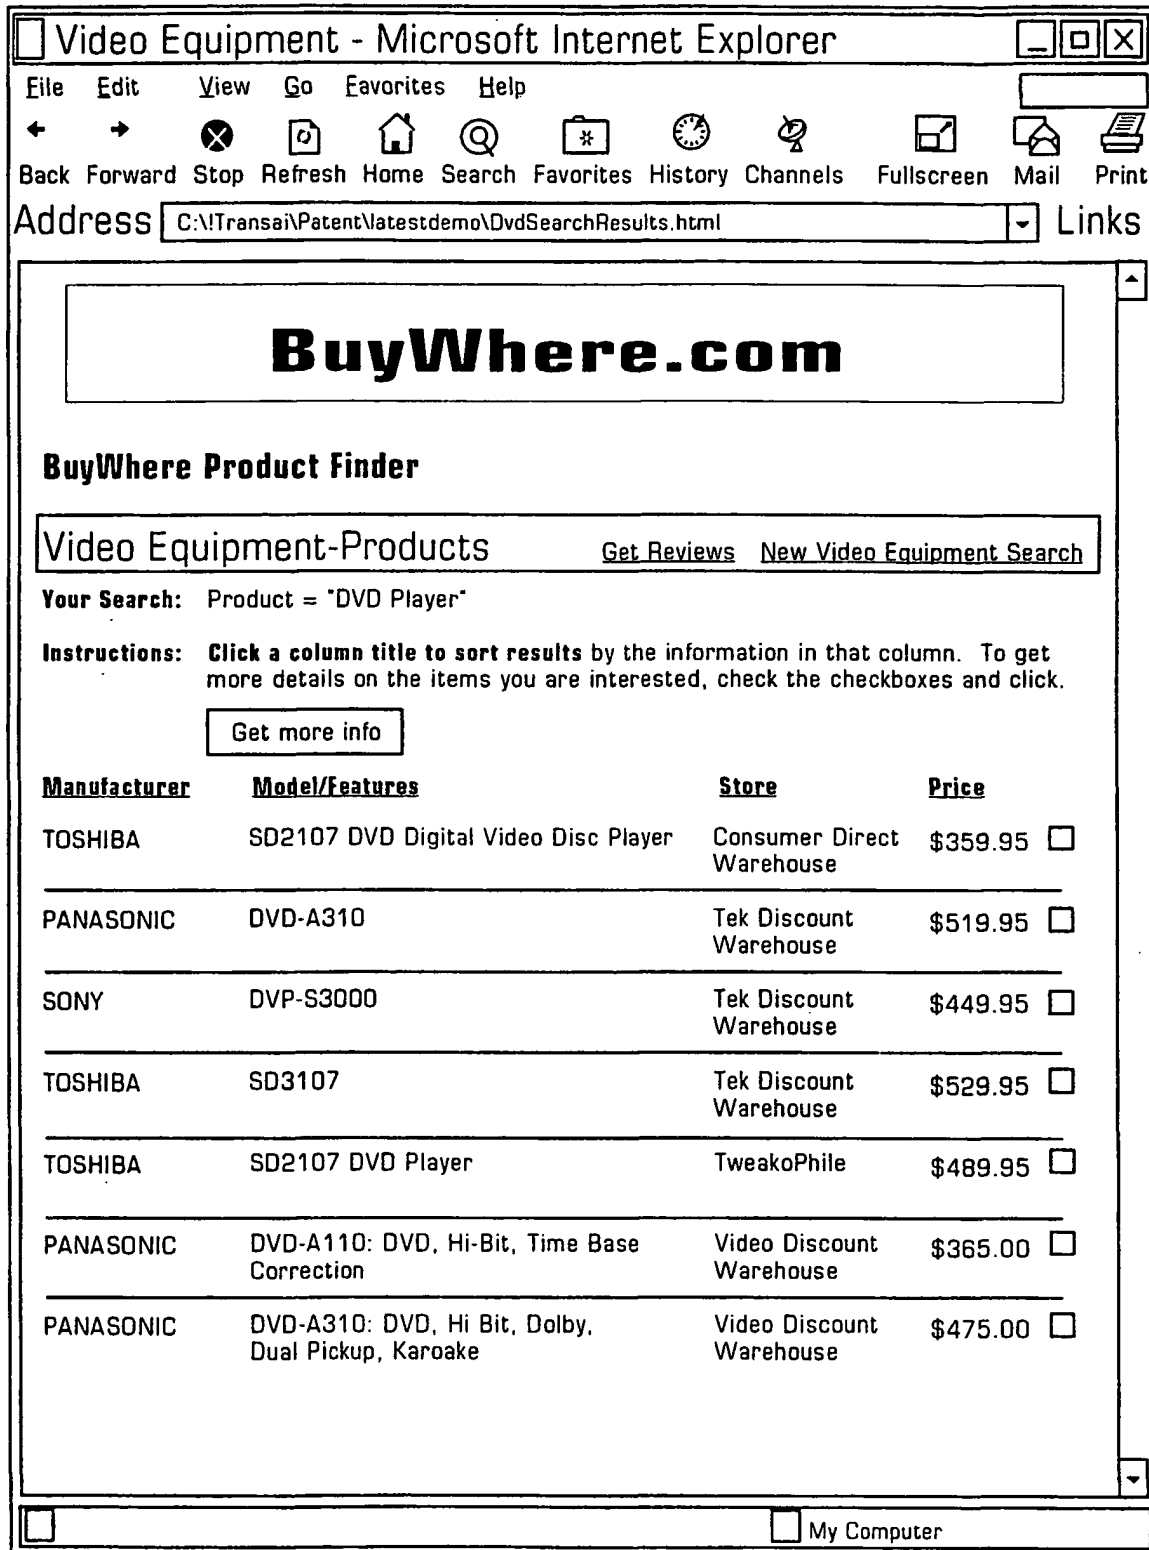 Video Equipment - Microsoft Internet Explorer
File Edit View Go Favorites Help
Back Forward Stop Refresh Home Search Favorites History Channels Fullscreen Mail Print
Address C:\!Transai\Patent\latestdemo\DvdSearchResults.html Links
BuyWhere.com
BuyWhere Product Finder
Video Equipment-Products Get Reviews New Video Equipment Search
Your Search: Product = "DVD Player"
Instructions: Click a column title to sort results by the information in that column. To get
more details on the items you are interested, check the checkboxes and click.
Get more info
Manufacturer Model/Features Store Price
TOSHIBA SD2107 DVD Digital Video Disc Player Consumer Direct $359.95
Warehouse
PANASONIC DVD-A310 Tek Discount $519.95
Warehouse
SONY DVP-S3000 Tek Discount $449.95
Warehouse
TOSHIBA SD3107 Tek Discount $529.95
Warehouse
TOSHIBA SD2107 DVD Player TweakoPhile $489.95
PANASONIC DVD-A110: DVD, Hi-Bit, Time Base Video Discount $365.00
Correction Warehouse
PANASONIC DVD-A310: DVD, Hi Bit, Dolby, Video Discount $475.00
Dual Pickup, Karoake Warehouse
My Computer